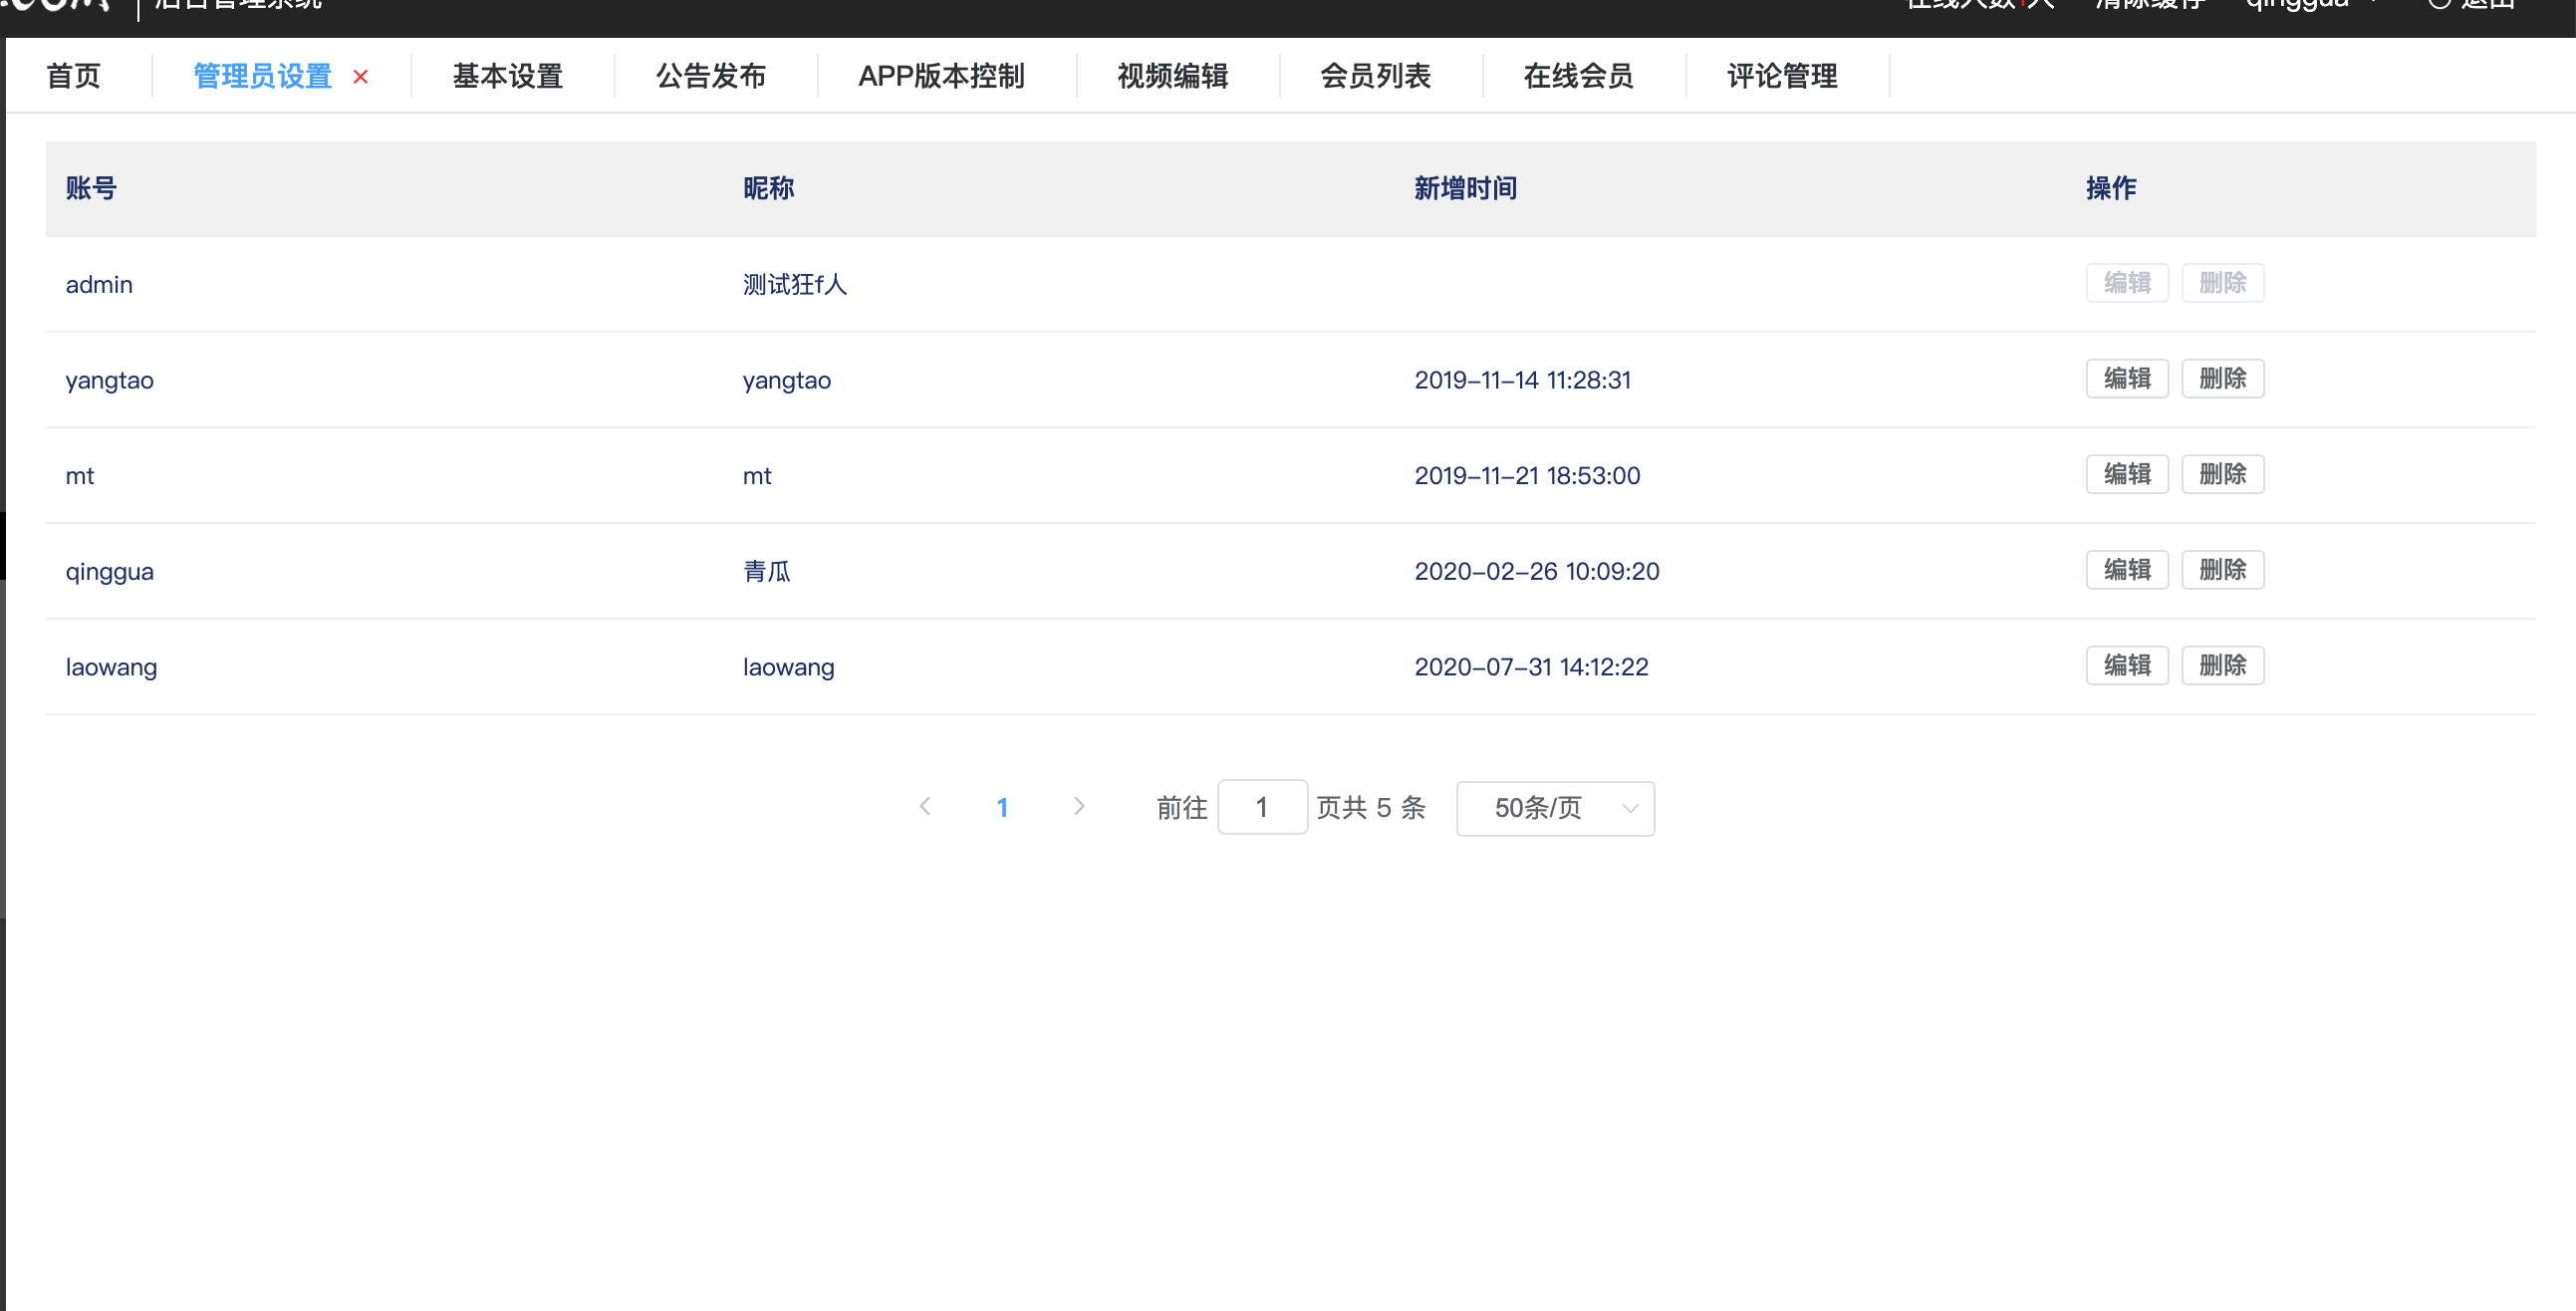 后台管理系统 在线人数1人 清除缓存 qinggua 退出
首页 管理员设置 × 基本设置 公告发布 APP版本控制 视频编辑 会员列表 在线会员 评论管理
账号 昵称 新增时间 操作
admin 测试狂f人 编辑 删除
yangtao yangtao 2019-11-14 11:28:31 编辑 删除
mt mt 2019-11-21 18:53:00 编辑 删除
qinggua 青瓜 2020-02-26 10:09:20 编辑 删除
laowang laowang 2020-07-31 14:12:22 编辑 删除
1 前往 1 页共 5 条 50条/页